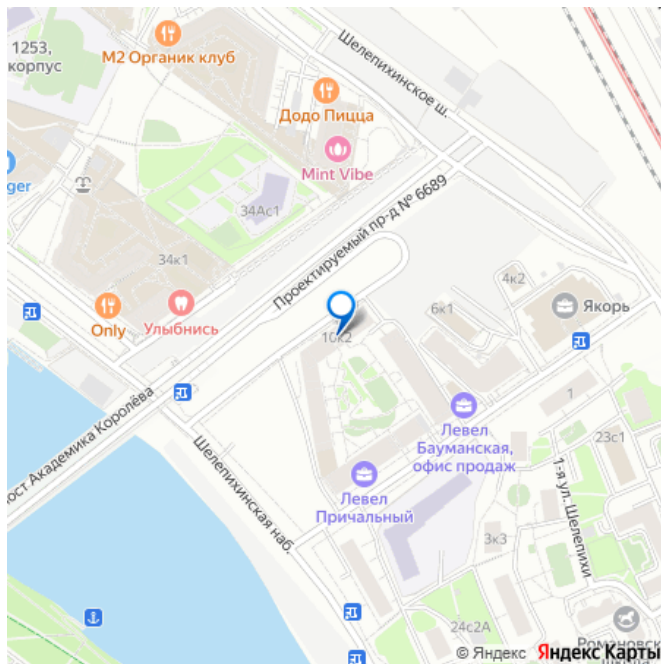 1253,
корпус
М2 Органик клуб
Шелепихинское ш.
Додо Пицца
Mint Vibe
ger
34Ас1
Проектируемый пр-д № 6689
34к1
4к2
6к1
Якорь
Only
Улыбнись
10к2
ост Академика Королёва
1
Левел
Бауманская,
офис продаж
23с1
Шелепихинская наб.
Левел
Причальный
1-я ул. Шелепихи
3к3
24с2А
Романовск
© Яндекс Яндекс Карты